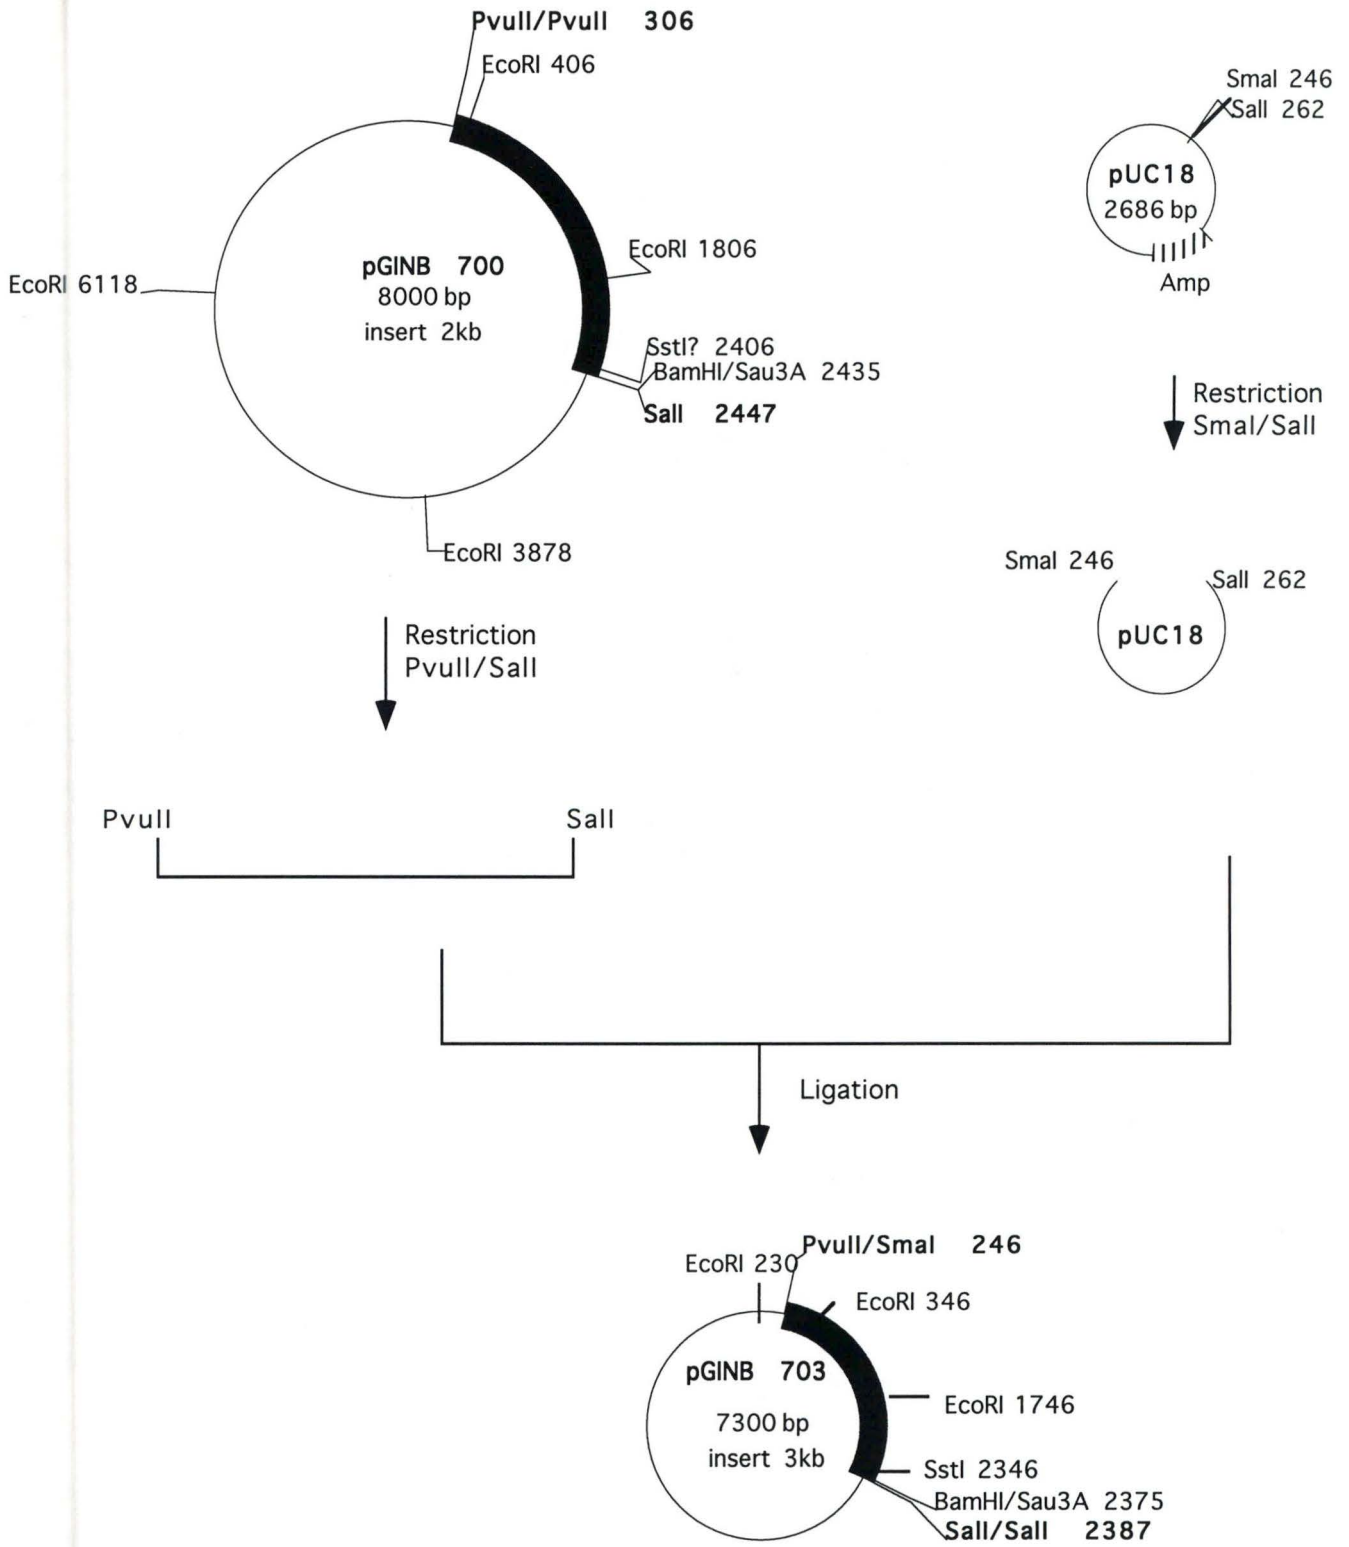 PvuII/PvuII 306
EcoRI 406
EcoRI 1806
EcoRI 6118
pGINB 700
8000 bp
insert 2kb
SstI? 2406
BamHI/Sau3A 2435
SalI 2447
EcoRI 3878
SmaI 246
SalI 262
pUC18
2686 bp
Amp
Restriction
SmaI/SalI
SmaI 246
SalI 262
pUC18
Restriction
PvuII/SalI
PvuII
SalI
Ligation
PvuII/SmaI 246
EcoRI 230
EcoRI 346
pGINB 703
7300 bp
insert 3kb
EcoRI 1746
SstI 2346
BamHI/Sau3A 2375
SalI/SalI 2387